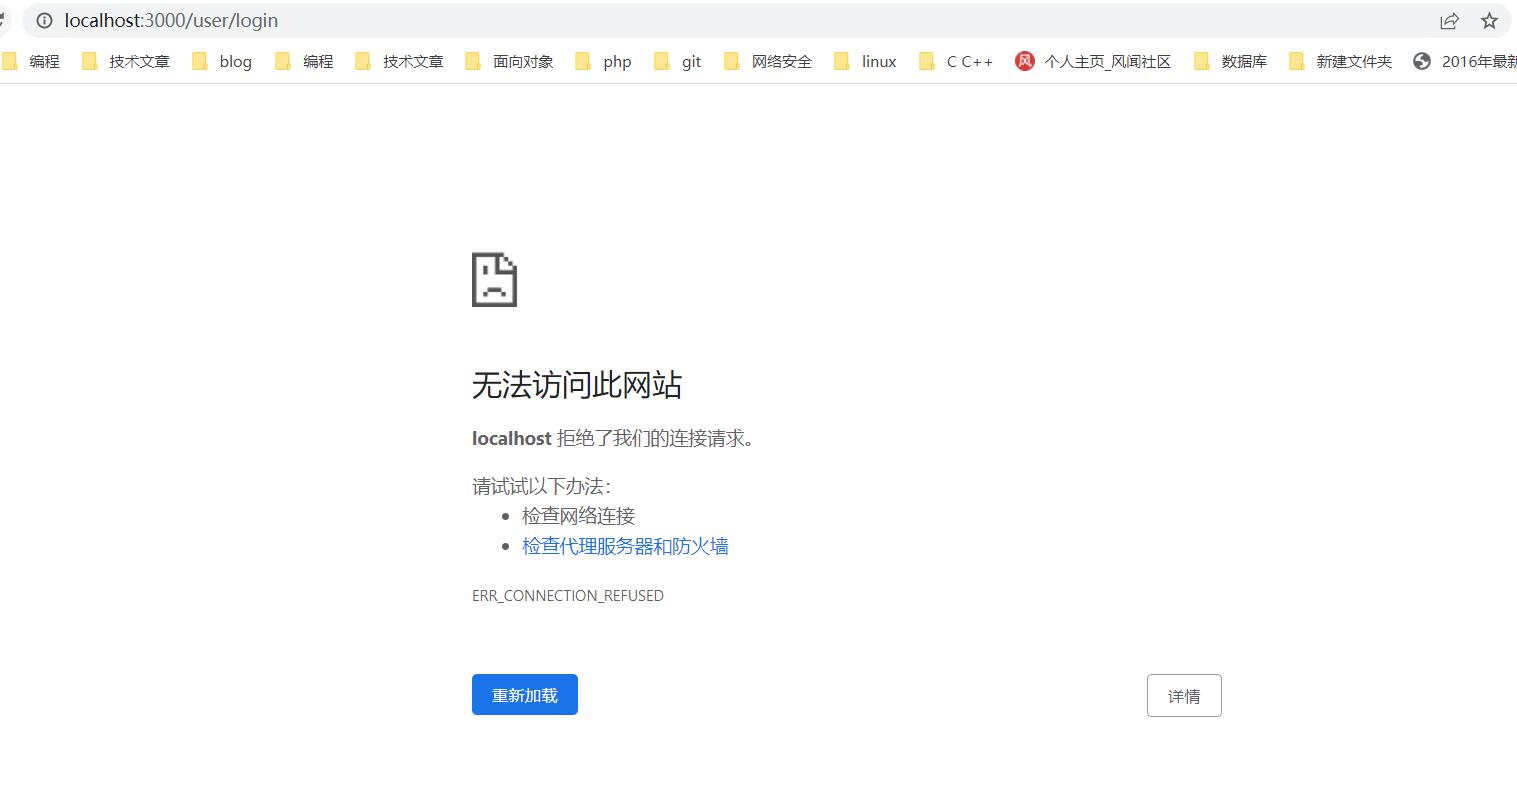 localhost:3000/user/login
编程 技术文章 blog 编程 技术文章 面向对象 php git 网络安全 linux C C++ 风 个人主页_风闻社区 数据库 新建文件夹 2016年最新
无法访问此网站
localhost 拒绝了我们的连接请求。
请试试以下办法：
检查网络连接
检查代理服务器和防火墙
ERR_CONNECTION_REFUSED
重新加载 详情